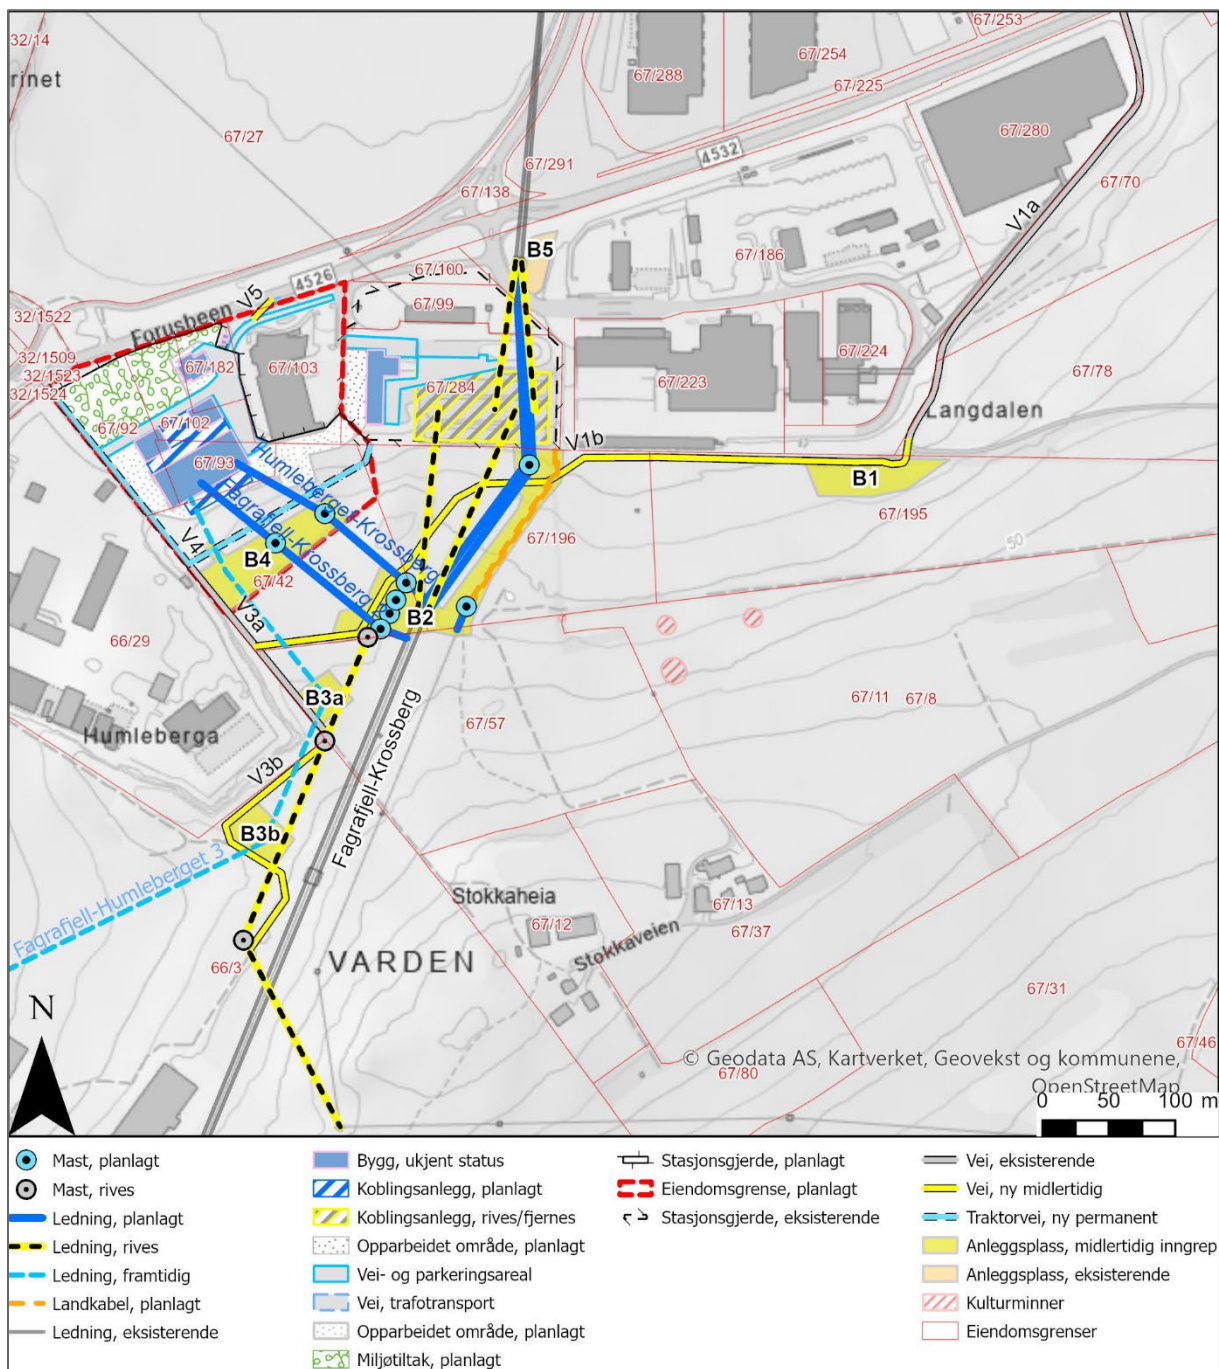 67/253
32/14
67/254
rinet
67/288
67/225
67/280
67/27
4532
67/291
67/70
67/138
V1a
B5
67/186
67/100
4526
V5
67/99
32/1522
Forusbeen
67/78
32/1509
67/182
67/103
67/224
32/1523
67/284
67/223
32/1524
Langdalen
67/92
67/102
V1b
67/93
Humleberget-Krossberg
B1
Fagrafjell-Krossberg
67/195
V4
67/196
50
B4
67/42
B2
V3a
66/29
B3a
67/11
67/8
67/57
Humleberga
Fagrafjell-Krossberg
V3b
B3b
Fagrafjell-Humleberget 3
Stokkaheia
67/13
67/12
67/37
Stokkaveien
VARDEN
66/3
67/31
N
67/46
© Geodata AS, Kartverket, Geovekst og kommunene,
OpenStreetMap
67/80
0 50 100 m
Mast, planlagt
Mast, rives
Ledning, planlagt
Ledning, rives
Ledning, framtidig
Landkabel, planlagt
Ledning, eksisterende
Bygg, ukjent status
Koblingsanlegg, planlagt
Koblingsanlegg, rives/fjernes
Opparbeidet område, planlagt
Vei- og parkeringsareal
Vei, trafotransport
Opparbeidet område, planlagt
Miljøtiltak, planlagt
Stasjonsgjerde, planlagt
Eiendomsgrense, planlagt
Stasjonsgjerde, eksisterende
Vei, eksisterende
Vei, ny midlertidig
Traktorvei, ny permanent
Anleggsplass, midlertidig inngrep
Anleggsplass, eksisterende
Kulturminner
Eiendomsgrenser